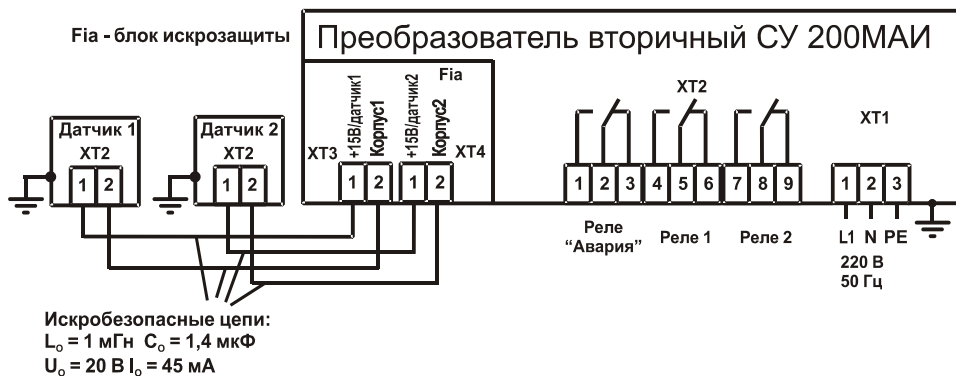 Fia - блок искрозащиты
Преобразователь вторичный СУ 200МАИ
Датчик 1
XT2
1 2
Датчик 2
XT2
1 2
Fia
+15В/датчик1
Корпус1
+15В/датчик2
Корпус2
XT3
1 2
1 2
XT4
XT2
1 2 3 4 5 6 7 8 9
Реле
“Авария”
Реле 1
Реле 2
XT1
1 2 3
L1 N PE
220 В
50 Гц
Искробезопасные цепи:
Lo = 1 мГн Co = 1,4 мкФ
Uo = 20 В Io = 45 мА